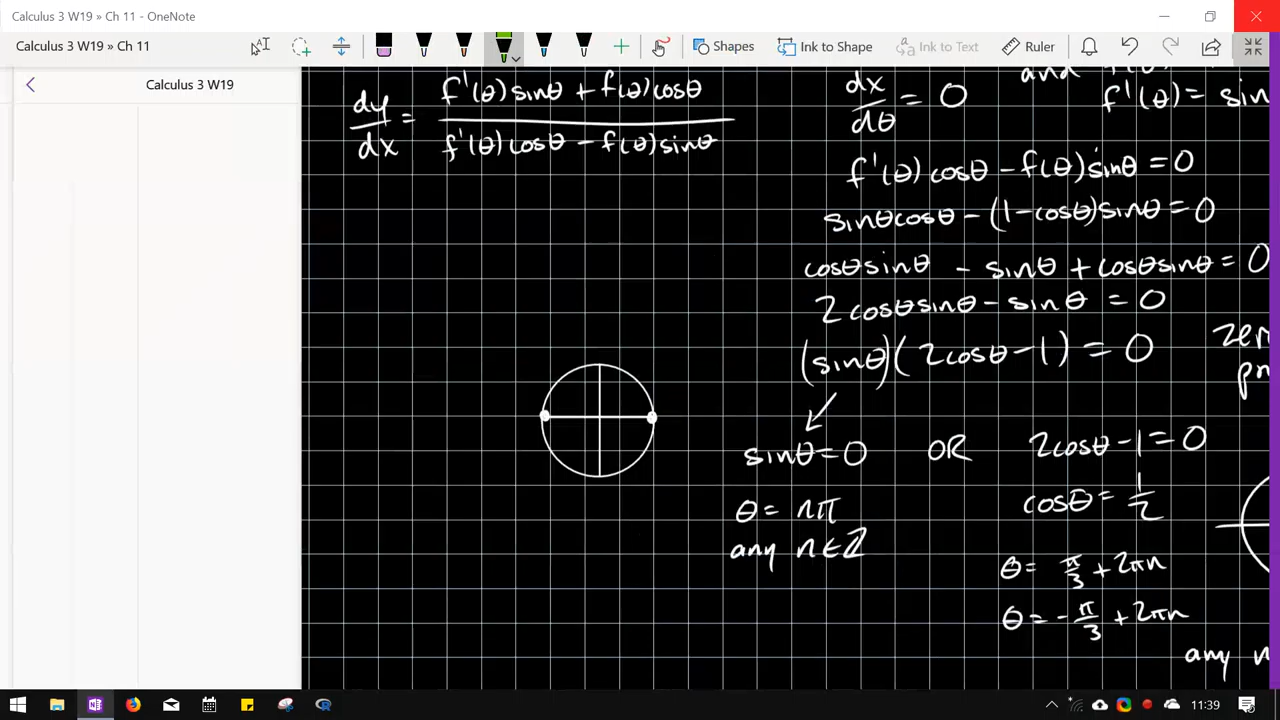 Calculus 3 W19 » Ch 11 - OneNote
Calculus 3 W19 » Ch 11
Shapes
Ink to Shape
Ink to Text
Ruler
Calculus 3 W19
dy/dx = (f'(θ)sinθ + f(θ)cosθ)/(f'(θ)cosθ - f(θ)sinθ)
dx/dθ = 0
and
f'(θ) = sin
f'(θ)cosθ - f(θ)sinθ = 0
sinθcosθ - (1-cosθ)sinθ = 0
cosθsinθ - sinθ + cosθsinθ = 0
2cosθsinθ - sinθ = 0
(sinθ)(2cosθ-1) = 0
sinθ=0 OR 2cosθ-1=0
θ = nπ
any n∈ℤ
cosθ = 1/2
θ = π/3 + 2πn
θ = -π/3 + 2πn
any n
11:39